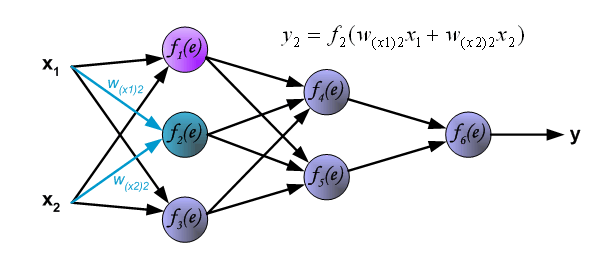 y₂ = f₂(w₍ₓ₁₎₂x₁ + w₍ₓ₂₎₂x₂)
x₁
w₍ₓ₁₎₂
f₁(e)
f₄(e)
f₂(e)
f₆(e)
y
w₍ₓ₂₎₂
f₅(e)
x₂
f₃(e)